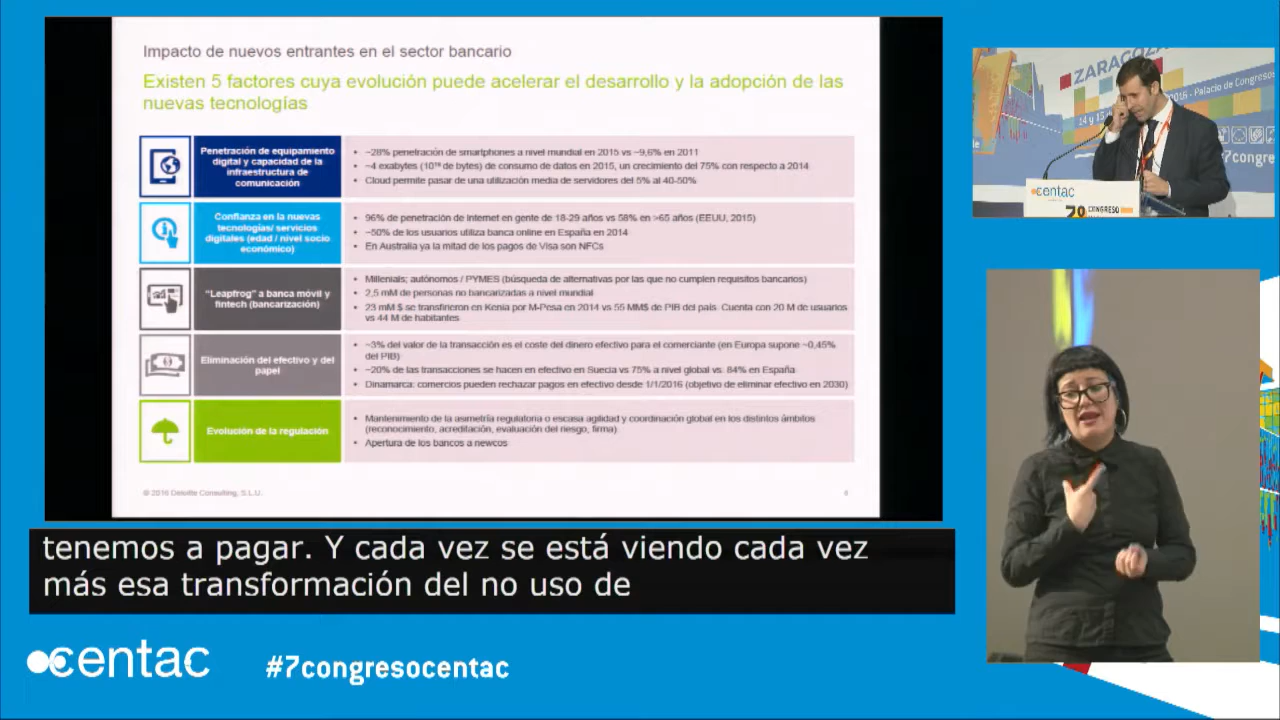 Impacto de nuevos entrantes en el sector bancario
Existen 5 factores cuya evolución puede acelerar el desarrollo y la adopción de las
nuevas tecnologías
Penetración de equipamiento
digital y capacidad de la
infraestructura de
comunicación
• ~28% penetración de smartphones a nivel mundial en 2015 vs ~9,6% en 2011
• ~4 exabytes (10¹⁸ de bytes) de consumo de datos en 2015, un crecimiento del 75% con respecto a 2014
• Cloud permite pasar de una utilización media de servidores del 5% al 40-50%
Confianza en la nuevas
tecnologías/ servicios
digitales (edad / nivel socio
económico)
• 96% de penetración de Internet en gente de 18-29 años vs 58% en >65 años (EEUU, 2015)
• ~50% de los usuarios utiliza banca online en España en 2014
• En Australia ya la mitad de los pagos de Visa son NFCs
"Leapfrog" a banca móvil y
fintech (bancarización)
• Millenials; autónomos / PYMES (búsqueda de alternativas por las que no cumplen requisitos bancarios)
• 2,5 mM de personas no bancarizadas a nivel mundial
• 23 mM $ se transfirieron en Kenia por M-Pesa en 2014 vs 55 MM$ de PIB del país. Cuenta con 20 M de usuarios
vs 44 M de habitantes
Eliminación del efectivo y del
papel
• ~3% del valor de la transacción es el coste del dinero efectivo para el comerciante (en Europa supone ~0,45%
del PIB)
• ~20% de las transacciones se hacen en efectivo en Suecia vs 75% a nivel global vs. 84% en España
• Dinamarca: comercios pueden rechazar pagos en efectivo desde 1/1/2016 (objetivo de eliminar efectivo en 2030)
Evolución de la regulación
• Mantenimiento de la asimetría regulatoria o escasa agilidad y coordinación global en los distintos ámbitos
(reconocimiento, acreditación, evaluación del riesgo, firma)
• Apertura de los bancos a newcos
© 2016 Deloitte Consulting, S.L.U.
6
ZARAGOZA
14 y 15
2016 - Palacio de Congresos
7congre
centac
7º CONGRESO
tenemos a pagar. Y cada vez se está viendo cada vez
más esa transformación del no uso de
centac
#7congresocentac